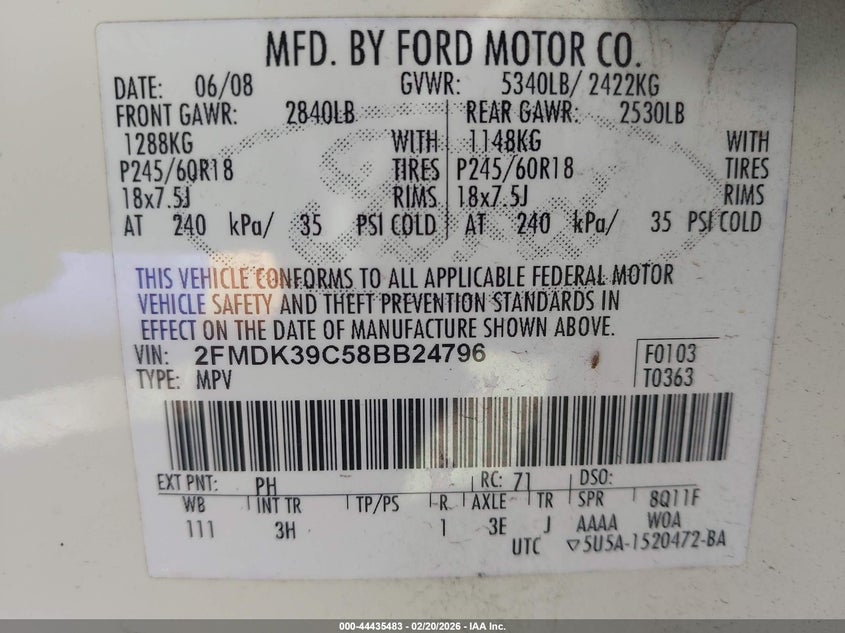 MFD. BY FORD MOTOR CO.
DATE: 06/08 GVWR: 5340LB/ 2422KG
FRONT GAWR: 2840LB REAR GAWR: 2530LB
1288KG WITH 1148KG WITH
P245/60R18 TIRES P245/60R18 TIRES
18x7.5J RIMS 18x7.5J RIMS
AT 240 kPa/ 35 PSI COLD AT 240 kPa/ 35 PSI COLD
THIS VEHICLE CONFORMS TO ALL APPLICABLE FEDERAL MOTOR
VEHICLE SAFETY AND THEFT PREVENTION STANDARDS IN
EFFECT ON THE DATE OF MANUFACTURE SHOWN ABOVE.
VIN: 2FMDK39C58BB24796 F0103
TYPE: MPV T0363
EXT PNT: PH RC: 71 DSO:
WB INT TR TP/PS R AXLE TR SPR 8Q11F
111 3H 1 3E J AAAA W0A
UTC ▽5U5A-1520472-BA
000-44435483 - 02/20/2026 - IAA Inc.